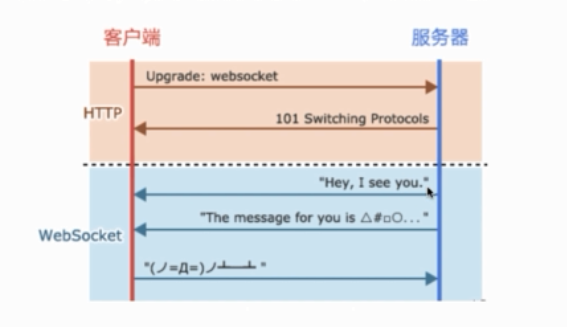 客户端
服务器
Upgrade: websocket
HTTP
101 Switching Protocols
"Hey, I see you."
"The message for you is △#□○..."
WebSocket
"(ノ=Д=)ノ┻━┻ "